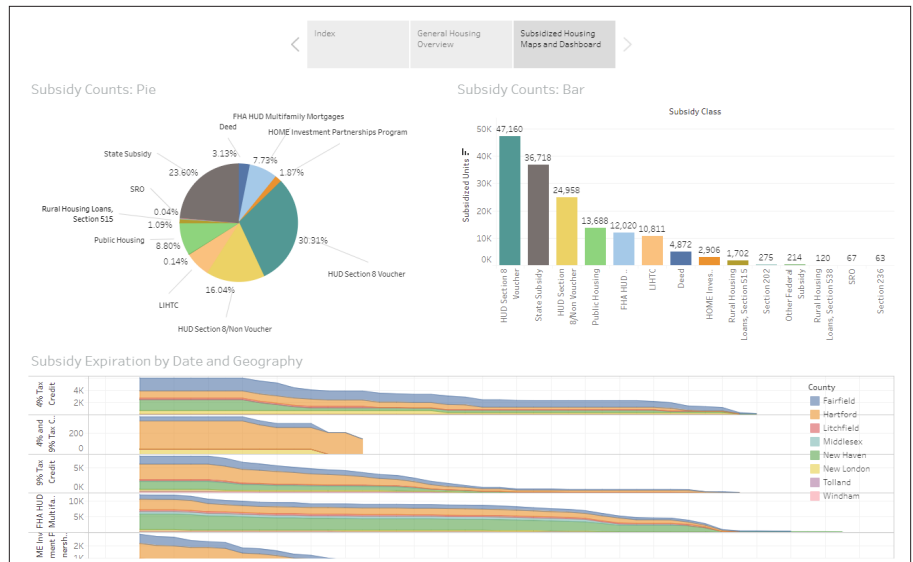 Index
General Housing
Overview
Subsidized Housing
Maps and Dashboard
Subsidy Counts: Pie
FHA HUD Multifamily Mortgages
Deed
HOME Investment Partnerships Program
State Subsidy
3.13%
7.73%
23.60%
1.87%
SRO
Rural Housing Loans,
Section 515
0.04%
1.09%
Public Housing
8.80%
30.31%
0.14%
HUD Section 8 Voucher
16.04%
LIHTC
HUD Section 8/Non Voucher
Subsidy Counts: Bar
Subsidy Class
Subsidized Units
50K
40K
30K
20K
10K
0K
47,160
36,718
24,958
13,688
12,020
10,811
4,872
2,906
1,702
275
214
120
67
63
HUD Section 8
Voucher
State Subsidy
HUD Section
8/Non Voucher
Public Housing
FHA HUD ..
LIHTC
Deed
HOME Inves..
Rural Housing
Loans, Section 515
Section 202
Other Federal
Subsidy
Rural Housing
Loans, Section 538
SRO
Section 236
Subsidy Expiration by Date and Geography
4% Tax
Credit
4K
2K
4% and
9% Tax C..
200
0
9% Tax
Credit
5K
0K
FHA HUD
Multifa..
10K
5K
ME Inv
ment P
nersh..
2K
1K
County
Fairfield
Hartford
Litchfield
Middlesex
New Haven
New London
Tolland
Windham